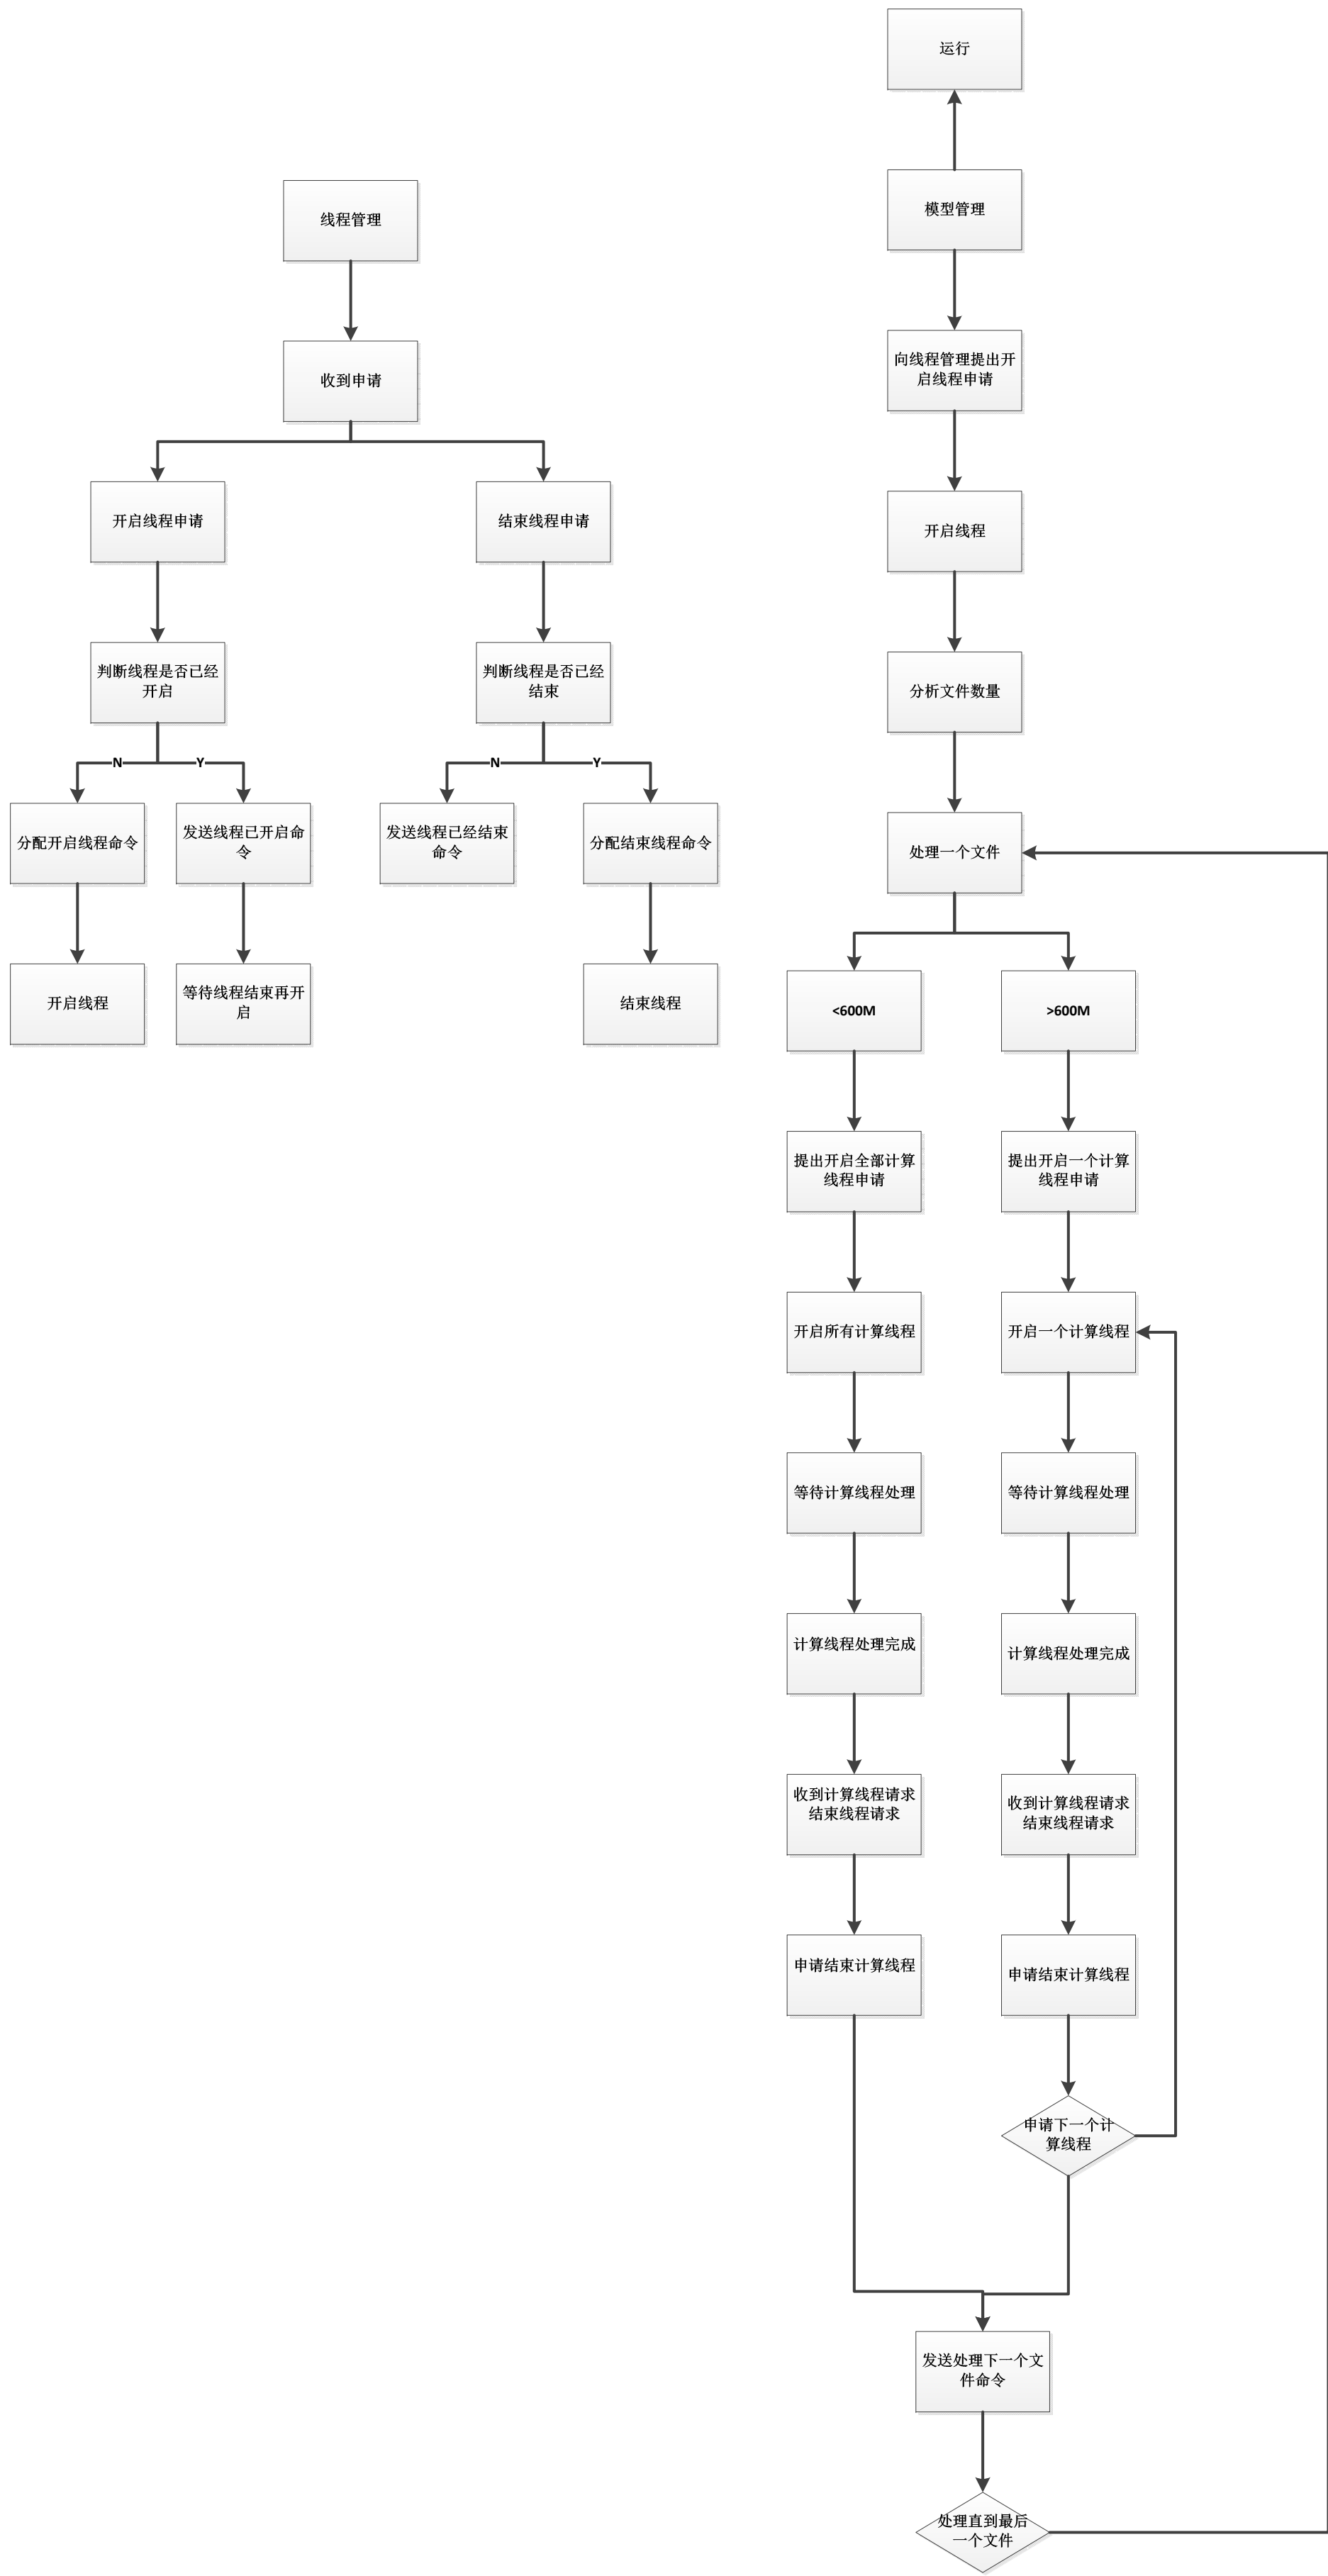 线程管理
收到申请
开启线程申请
结束线程申请
判断线程是否已经
开启
判断线程是否已经
结束
N
Y
N
Y
分配开启线程命令
发送线程已开启命
令
发送线程已经结束
命令
分配结束线程命令
开启线程
等待线程结束再开
启
结束线程
运行
模型管理
向线程管理提出开
启线程申请
开启线程
分析文件数量
处理一个文件
<600M
>600M
提出开启全部计算
线程申请
提出开启一个计算
线程申请
开启所有计算线程
开启一个计算线程
等待计算线程处理
等待计算线程处理
计算线程处理完成
计算线程处理完成
收到计算线程请求
结束线程请求
收到计算线程请求
结束线程请求
申请结束计算线程
申请结束计算线程
申请下一个计
算线程
发送处理下一个文
件命令
处理直到最后
一个文件